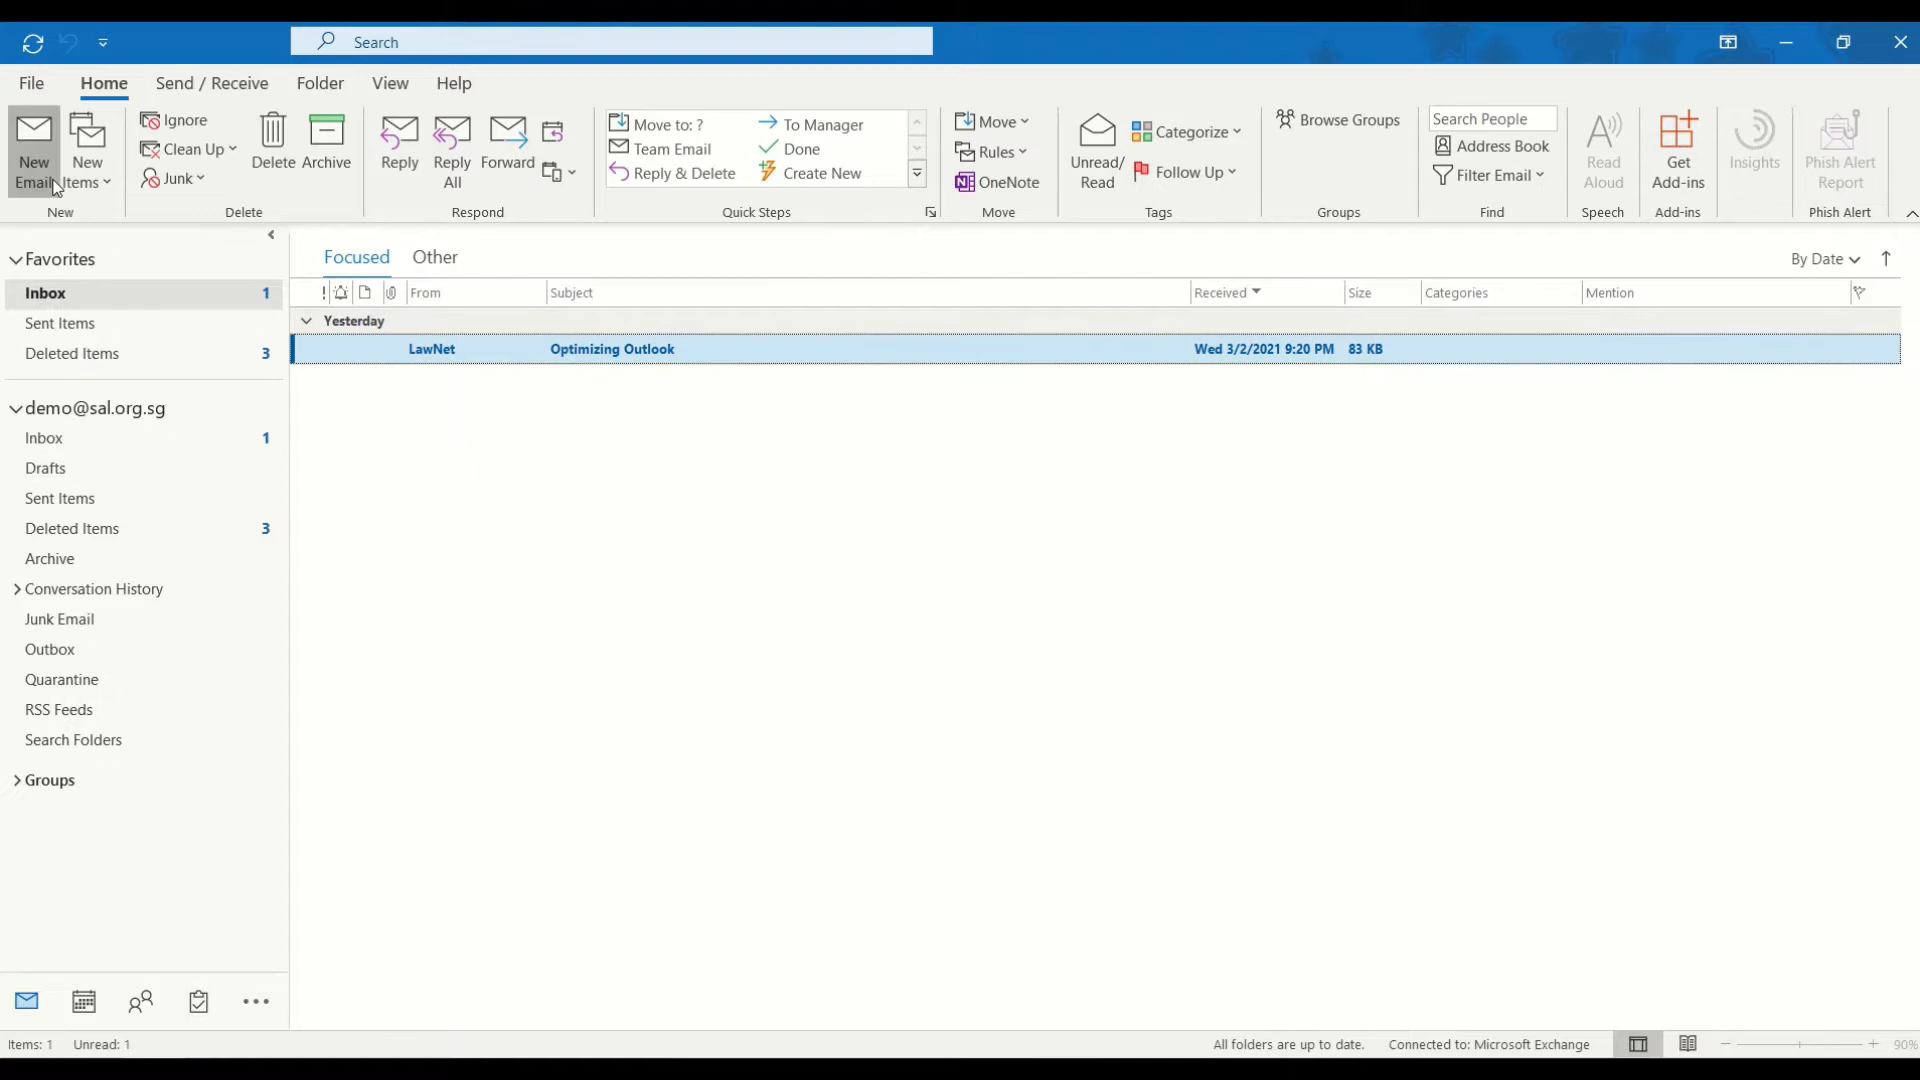 Search
File Home Send / Receive Folder View Help
New Email
New Items
Ignore
Clean Up
Junk
Delete
Archive
Reply
Reply All
Forward
Move to: ?
Team Email
Reply & Delete
To Manager
Done
Create New
Move
Rules
OneNote
Unread/ Read
Categorize
Follow Up
Browse Groups
Search People
Address Book
Filter Email
Read Aloud
Get Add-ins
Insights
Phish Alert Report
New Delete Respond Quick Steps Move Tags Groups Find Speech Add-ins Phish Alert
Favorites
Inbox 1
Sent Items
Deleted Items 3
demo@sal.org.sg
Inbox 1
Drafts
Sent Items
Deleted Items 3
Archive
Conversation History
Junk Email
Outbox
Quarantine
RSS Feeds
Search Folders
Groups
Focused Other By Date
! From Subject Received Size Categories Mention
Yesterday
LawNet Optimizing Outlook Wed 3/2/2021 9:20 PM 83 KB
Items: 1 Unread: 1 All folders are up to date. Connected to: Microsoft Exchange 90%